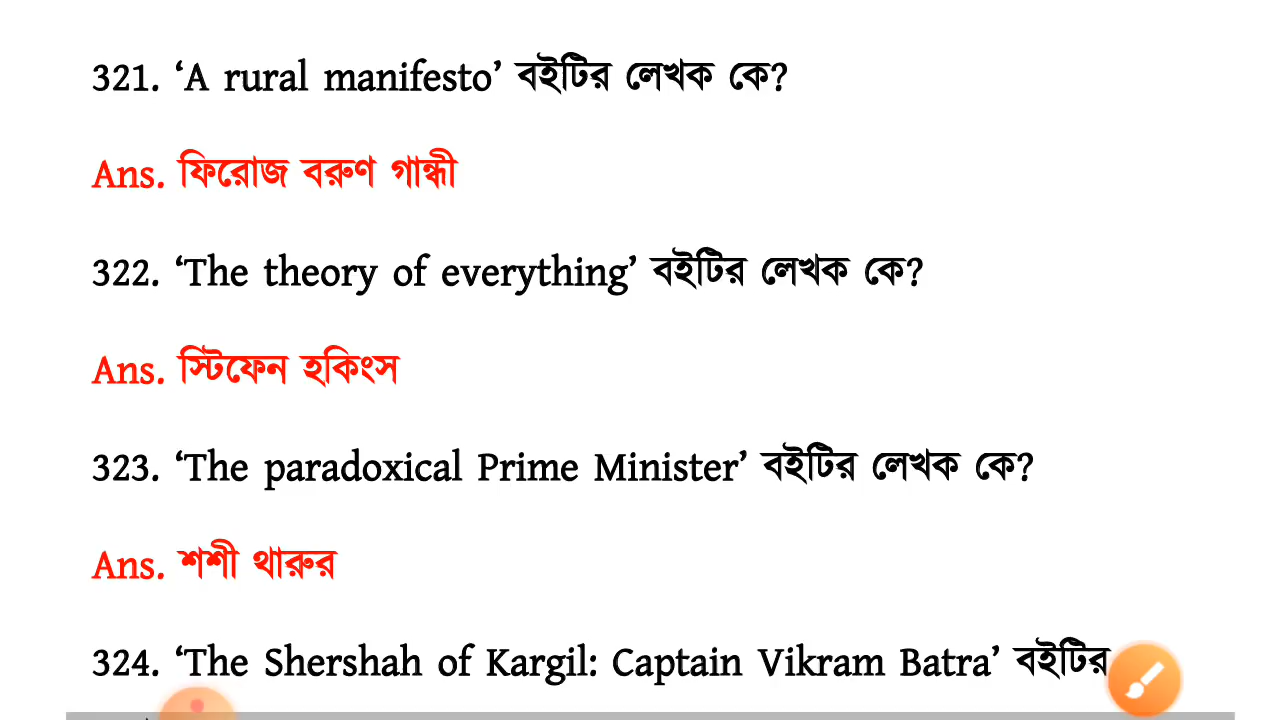 321. ‘A rural manifesto’ বইটির লেখক কে?
Ans. ফিরোজ বরুণ গান্ধী
322. ‘The theory of everything’ বইটির লেখক কে?
Ans. স্টিফেন হকিংস
323. ‘The paradoxical Prime Minister’ বইটির লেখক কে?
Ans. শশী থারুর
324. ‘The Shershah of Kargil: Captain Vikram Batra’ বইটির